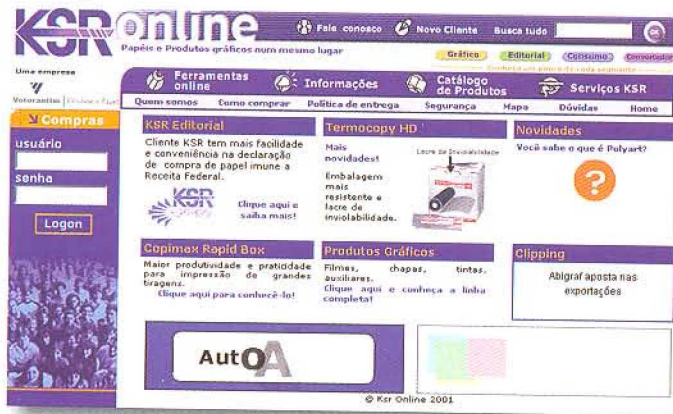 KSR online
Fale conosco
Novo Cliente
Busca tudo
OK
Papéis e Produtos gráficos num mesmo lugar
Gráfico
Editorial
Consumo
Convertedor
Uma empresa
Votorantim
Ferramentas online
Informações
Catálogo de Produtos
Serviços KSR
Quem somos
Como comprar
Política de entrega
Segurança
Mapa
Dúvidas
Home
Compras
usuário
senha
Logon
KSR Editorial
Cliente KSR tem mais facilidade
e conveniência na declaração
de compra de papel imune a
Receita Federal.
KSR
Clique aqui e
saiba mais!
Termocopy HD
Mais
novidades!
Embalagem
mais
resistente e
lacre de
inviolabilidade.
Lacre de Inviolabilidade
Novidades
Você sabe o que é Polyart?
?
Copimax Rapid Box
Maior produtividade e praticidade
para impressão de grandes
tiragens.
Clique aqui para conhecê-lo!
Produtos Gráficos
Filmes, chapas, tintas,
auxiliares.
Clique aqui e conheça a linha
completa!
Clipping
Abigraf aposta nas
exportações
AutOA
© Ksr Online 2001